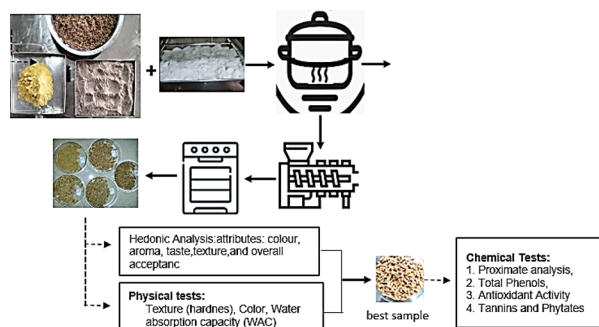 Hedonic Analysis:attributes: colour,
aroma, taste,texture,and overall
acceptanc
Physical tests:
Texture (hardnes), Color, Water
absorption capacity (WAC)
best sample
Chemical Tests:
1. Proximate analysis,
2. Total Phenols,
3. Antioxidant Activity
4. Tannins and Phytates